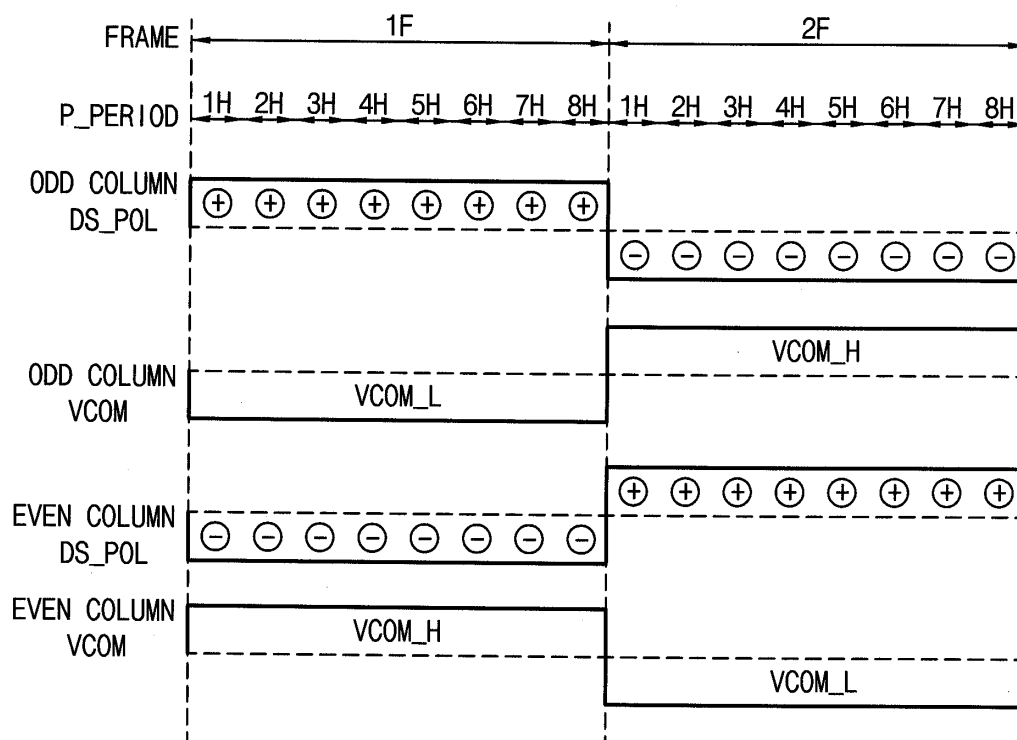 FRAME 1F 2F
P_PERIOD 1H 2H 3H 4H 5H 6H 7H 8H 1H 2H 3H 4H 5H 6H 7H 8H
ODD COLUMN
DS_POL
+ + + + + + + +
- - - - - - - -
VCOM_H
ODD COLUMN
VCOM
VCOM_L
+ + + + + + + +
EVEN COLUMN
DS_POL
- - - - - - - -
EVEN COLUMN
VCOM
VCOM_H
VCOM_L